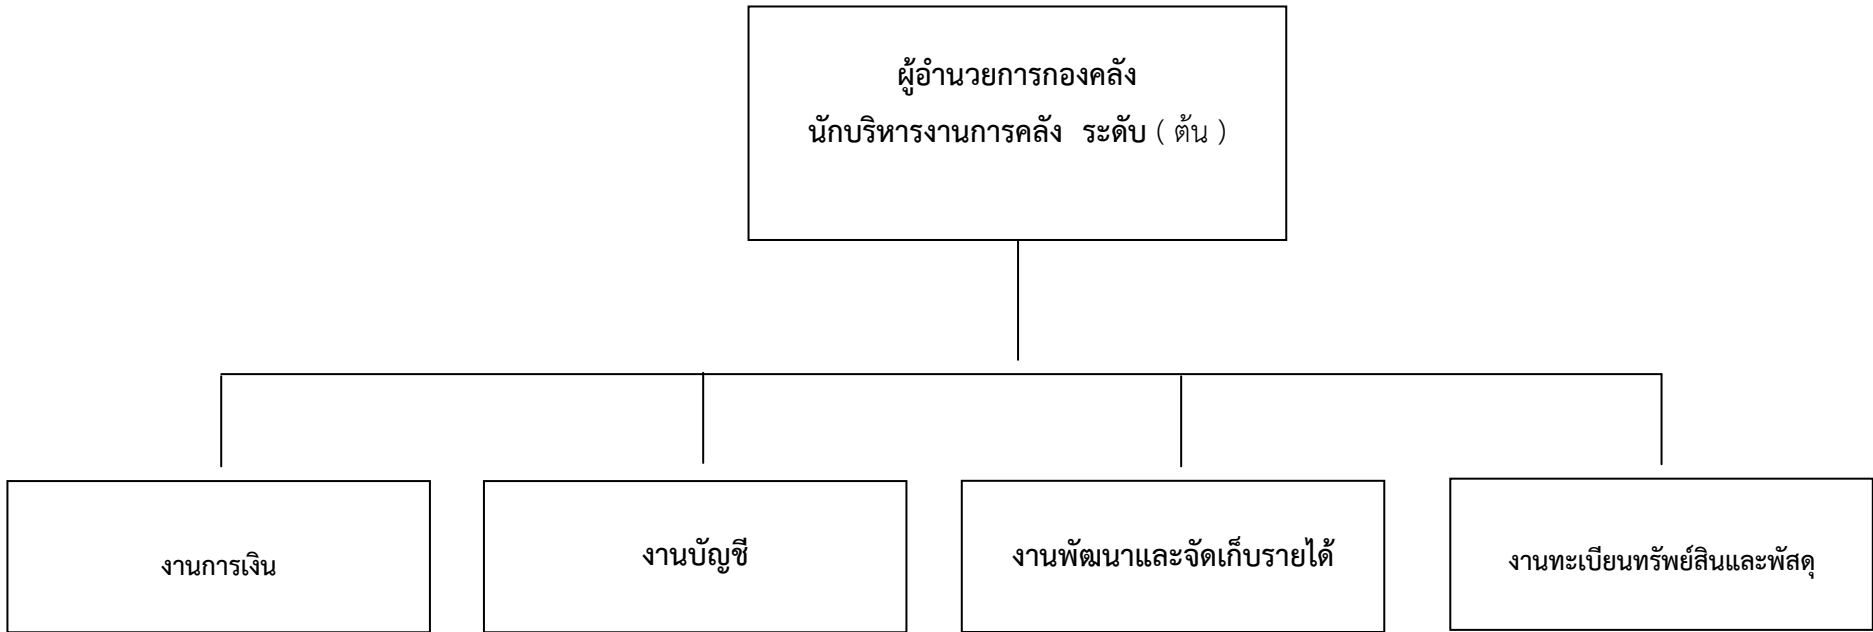 ผู้อำนวยการกองคลัง
นักบริหารงานการคลัง ระดับ ( ต้น )
งานการเงิน
งานบัญชี
งานพัฒนาและจัดเก็บรายได้
งานทะเบียนทรัพย์สินและพัสดุ